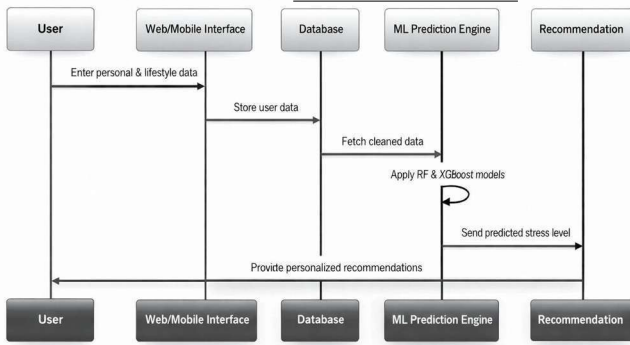 User
Web/Mobile Interface
Database
ML Prediction Engine
Recommendation
Enter personal & lifestyle data
Store user data
Fetch cleaned data
Apply RF & XGBoost models
Send predicted stress level
Provide personalized recommendations
User
Web/Mobile Interface
Database
ML Prediction Engine
Recommendation